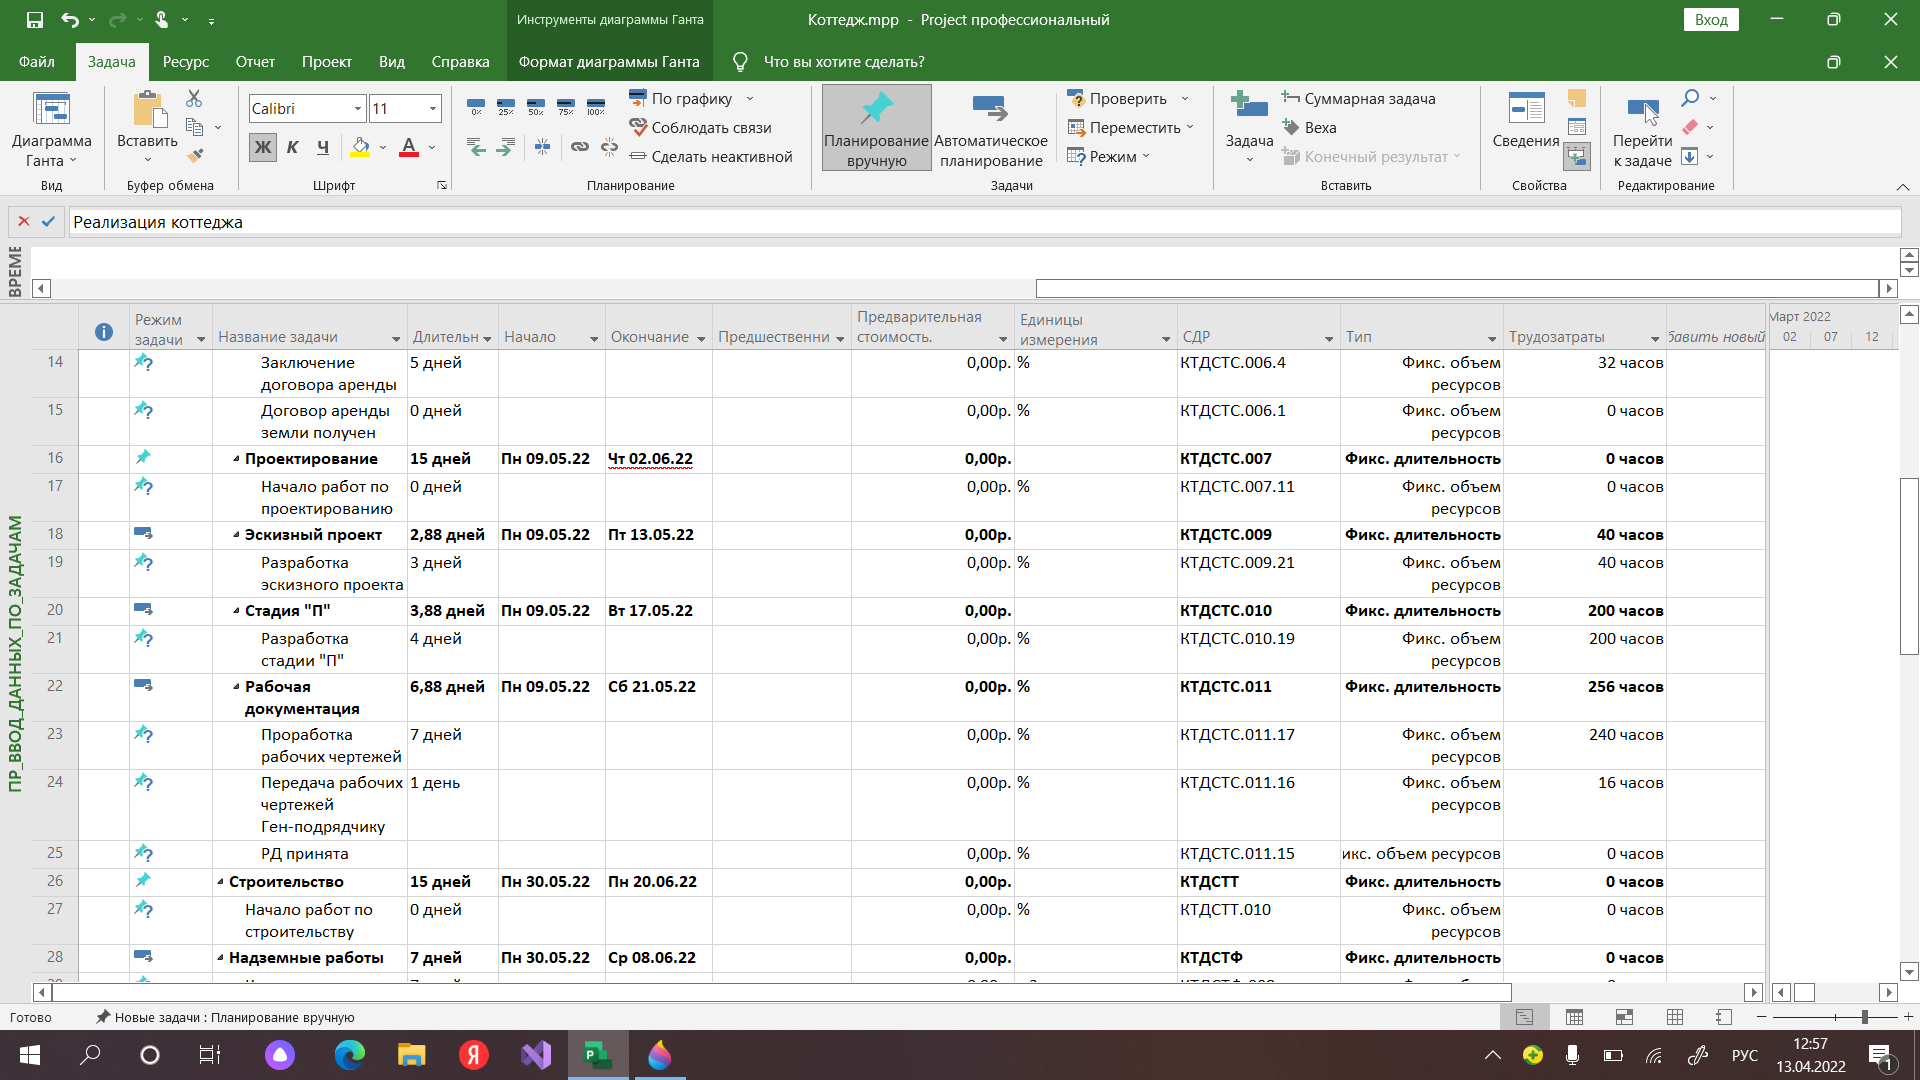 Инструменты диаграммы Ганта
Коттедж.mpp - Project профессиональный
Вход
Файл Задача Ресурс Отчет Проект Вид Справка Формат диаграммы Ганта Что вы хотите сделать?
Диаграмма Ганта
Вид
Вставить
Буфер обмена
Calibri 11
Ж К Ч А
Шрифт
0% 25% 50% 75% 100%
По графику
Соблюдать связи
Сделать неактивной
Планирование
Планирование вручную
Автоматическое планирование
Проверить
Переместить
Режим
Задачи
Задача
Суммарная задача
Веха
Конечный результат
Вставить
Сведения
Свойства
Перейти к задаче
Редактирование
Реализация коттеджа
ВРЕМЕ
ПР_ВВОД_ДАННЫХ_ПО_ЗАДАЧАМ
Режим задачи Название задачи Длительн Начало Окончание Предшественни Предварительная стоимость. Единицы измерения СДР Тип Трудозатраты бавить новый
Март 2022
02 07 12
14 Заключение договора аренды 5 дней 0,00р. % КТДСТС.006.4 Фикс. объем ресурсов 32 часов
15 Договор аренды земли получен 0 дней 0,00р. % КТДСТС.006.1 Фикс. объем ресурсов 0 часов
16 Проектирование 15 дней Пн 09.05.22 Чт 02.06.22 0,00р. КТДСТС.007 Фикс. длительность 0 часов
17 Начало работ по проектированию 0 дней 0,00р. % КТДСТС.007.11 Фикс. объем ресурсов 0 часов
18 Эскизный проект 2,88 дней Пн 09.05.22 Пт 13.05.22 0,00р. КТДСТС.009 Фикс. длительность 40 часов
19 Разработка эскизного проекта 3 дней 0,00р. % КТДСТС.009.21 Фикс. объем ресурсов 40 часов
20 Стадия "П" 3,88 дней Пн 09.05.22 Вт 17.05.22 0,00р. КТДСТС.010 Фикс. длительность 200 часов
21 Разработка стадии "П" 4 дней 0,00р. % КТДСТС.010.19 Фикс. объем ресурсов 200 часов
22 Рабочая документация 6,88 дней Пн 09.05.22 Сб 21.05.22 0,00р. % КТДСТС.011 Фикс. длительность 256 часов
23 Проработка рабочих чертежей 7 дней 0,00р. % КТДСТС.011.17 Фикс. объем ресурсов 240 часов
24 Передача рабочих чертежей Ген-подрядчику 1 день 0,00р. % КТДСТС.011.16 Фикс. объем ресурсов 16 часов
25 РД принята 0,00р. % КТДСТС.011.15 икс. объем ресурсов 0 часов
26 Строительство 15 дней Пн 30.05.22 Пн 20.06.22 0,00р. КТДСТТ Фикс. длительность 0 часов
27 Начало работ по строительству 0 дней 0,00р. % КТДСТТ.010 Фикс. объем ресурсов 0 часов
28 Надземные работы 7 дней Пн 30.05.22 Ср 08.06.22 0,00р. КТДСТФ Фикс. длительность 0 часов
Готово Новые задачи : Планирование вручную
РУС
12:57
13.04.2022
1